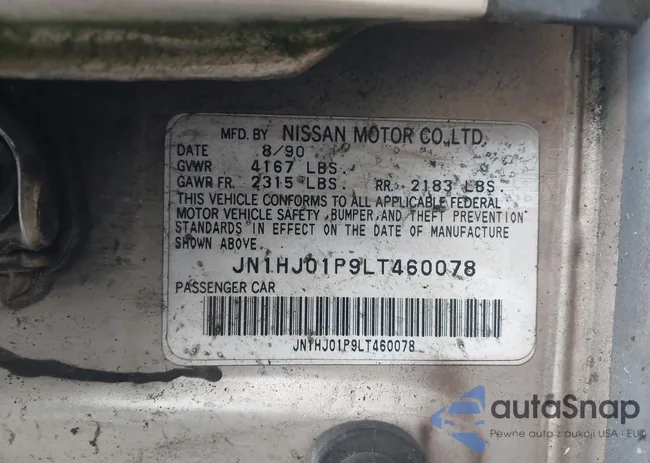 MFD. BY NISSAN MOTOR CO., LTD.
DATE 8/90
GVWR 4167 LBS.
GAWR FR. 2315 LBS. RR. 2183 LBS.
THIS VEHICLE CONFORMS TO ALL APPLICABLE FEDERAL
MOTOR VEHICLE SAFETY, BUMPER, AND THEFT PREVENTION
STANDARDS IN EFFECT ON THE DATE OF MANUFACTURE
SHOWN ABOVE.
JN1HJ01P9LT460078
PASSENGER CAR
JN1HJ01P9LT460078
autaSnap
Pewne auta z aukcji USA i EU